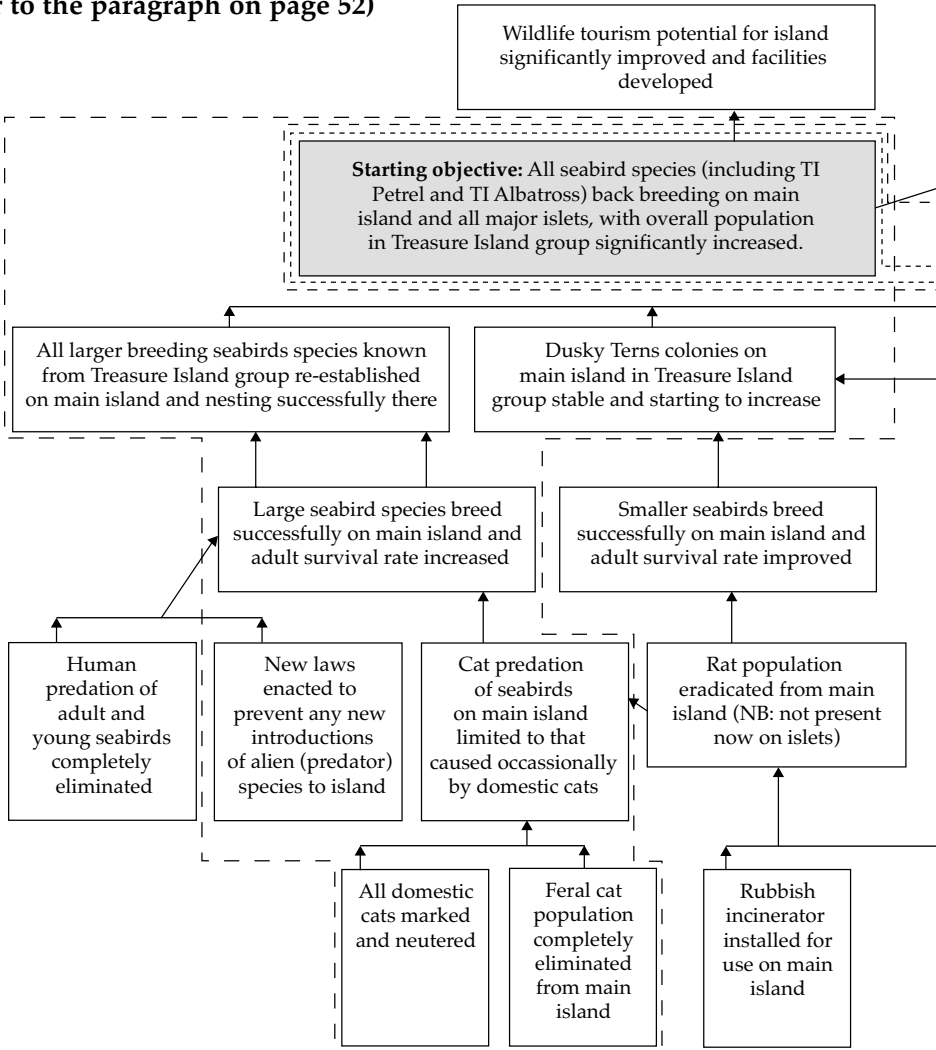 r to the paragraph on page 52)
Wildlife tourism potential for island
significantly improved and facilities
developed
Starting objective: All seabird species (including TI
Petrel and TI Albatross) back breeding on main
island and all major islets, with overall population
in Treasure Island group significantly increased.
All larger breeding seabirds species known
from Treasure Island group re-established
on main island and nesting successfully there
Dusky Terns colonies on
main island in Treasure Island
group stable and starting to increase
Large seabird species breed
successfully on main island and
adult survival rate increased
Smaller seabirds breed
successfully on main island and
adult survival rate improved
Human
predation of
adult and
young seabirds
completely
eliminated
New laws
enacted to
prevent any new
introductions
of alien (predator)
species to island
Cat predation
of seabirds
on main island
limited to that
caused occassionally
by domestic cats
Rat population
eradicated from main
island (NB: not present
now on islets)
All domestic
cats marked
and neutered
Feral cat
population
completely
eliminated
from main
island
Rubbish
incinerator
installed for
use on main
island